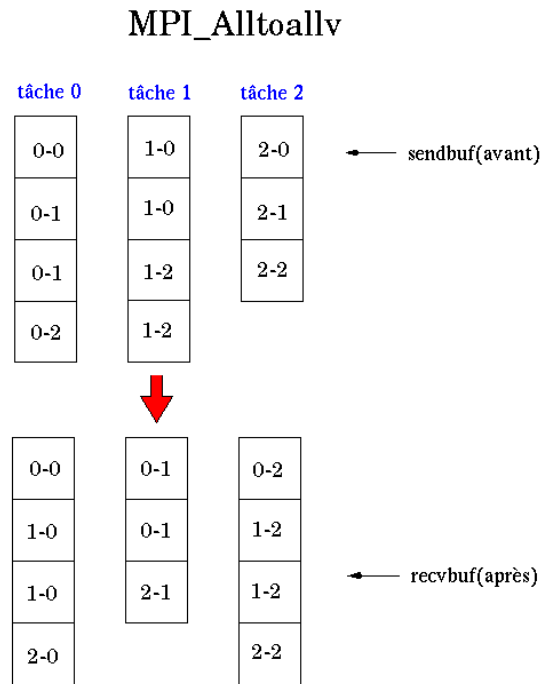 MPI_Alltoallv
tâche 0 tâche 1 tâche 2
0-0 1-0 2-0 sendbuf(avant)
0-1 1-0 2-1
0-1 1-2 2-2
0-2 1-2
0-0 0-1 0-2
1-0 0-1 1-2
1-0 2-1 1-2 recvbuf(après)
2-0 2-2